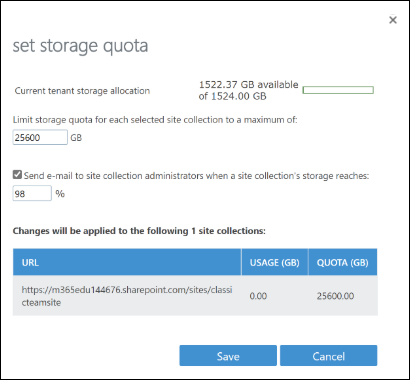 set storage quota
Current tenant storage allocation
1522.37 GB available
of 1524.00 GB
Limit storage quota for each selected site collection to a maximum of:
25600 GB
Send e-mail to site collection administrators when a site collection's storage reaches:
98 %
Changes will be applied to the following 1 site collections:
URL USAGE (GB) QUOTA (GB)
https://m365edu144676.sharepoint.com/sites/classi 0.00 25600.00
cteamsite
Save Cancel